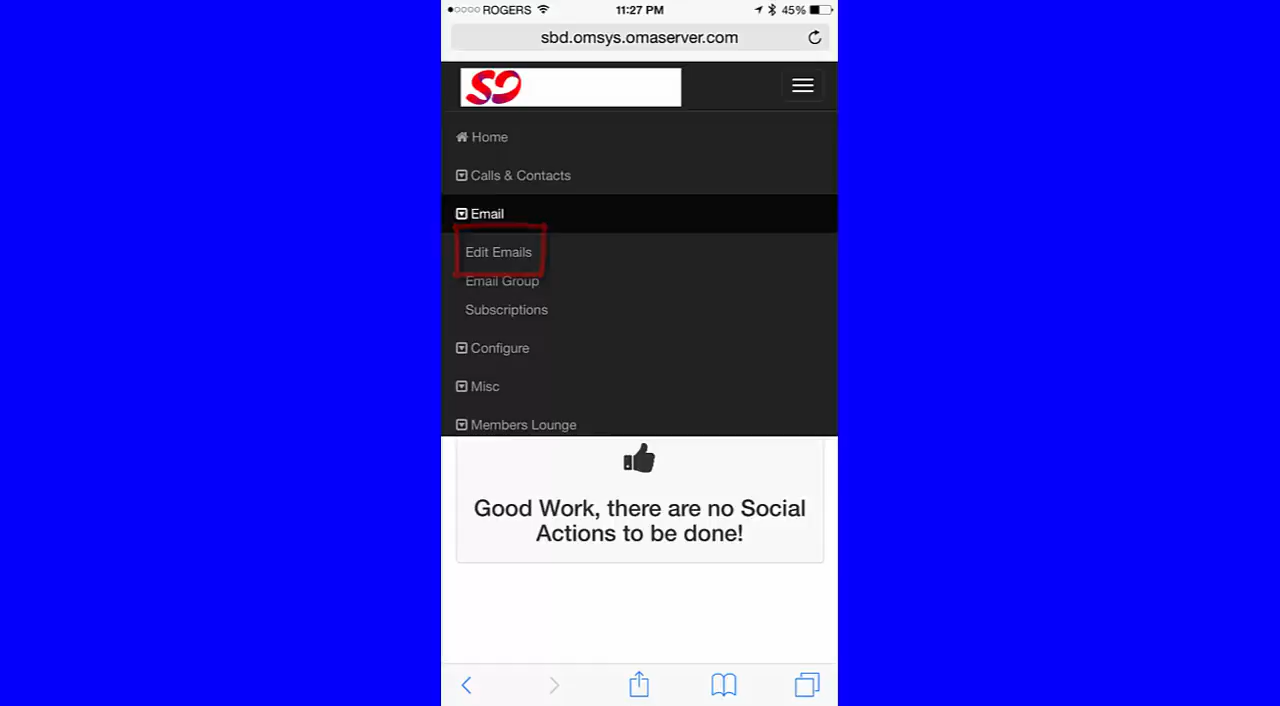 ROGERS 11:27 PM 45%
sbd.omsys.omaserver.com
Home
Calls & Contacts
Email
Edit Emails
Email Group
Subscriptions
Configure
Misc
Members Lounge
Good Work, there are no Social
Actions to be done!